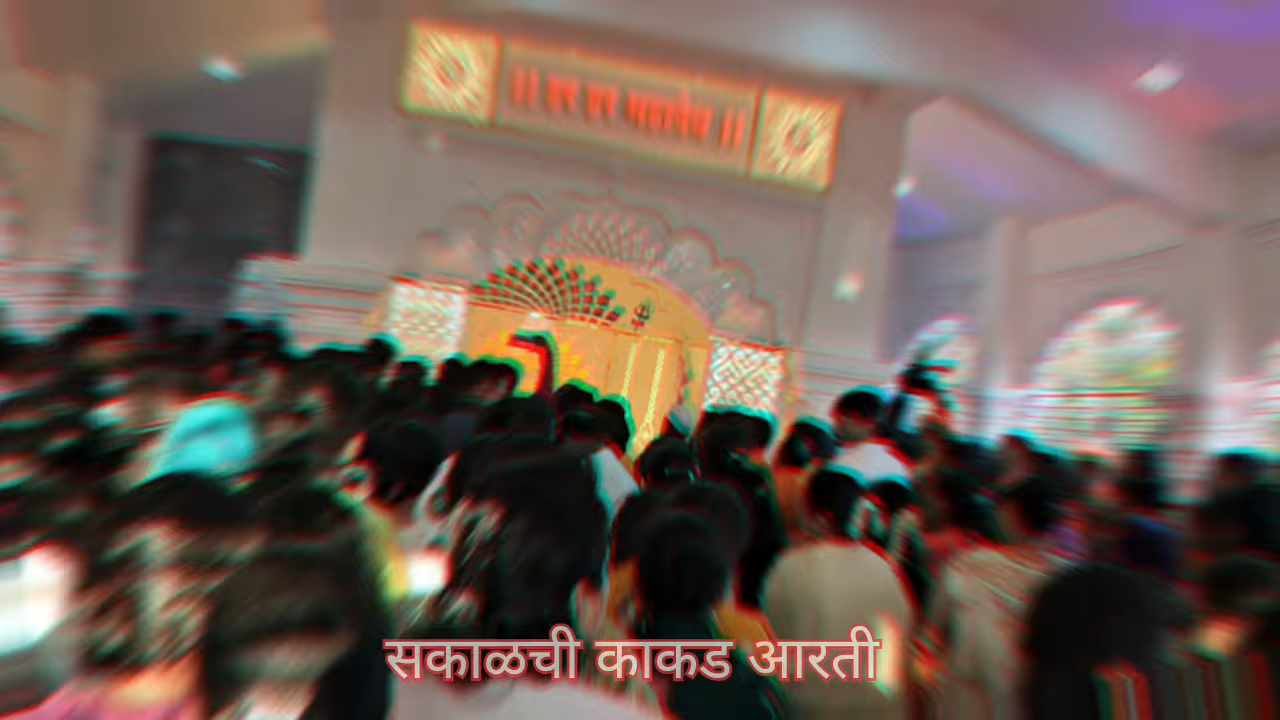 || हर हर महादेव ||
सकाळची काकड आरती